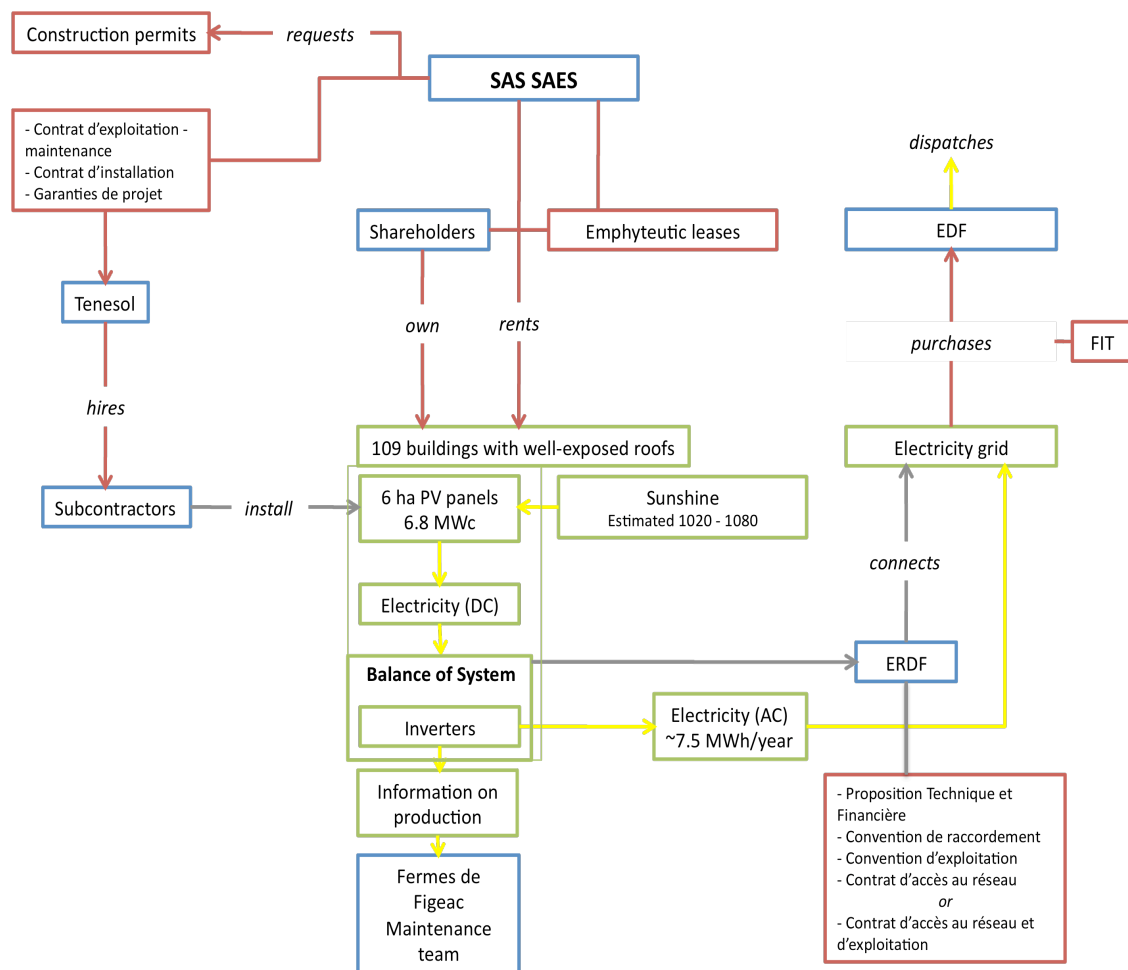 Construction permits
requests
SAS SAES
- Contrat d'exploitation -
maintenance
- Contrat d'installation
- Garanties de projet
dispatches
Shareholders
Emphyteutic leases
EDF
Tenesol
own
rents
purchases
FIT
hires
109 buildings with well-exposed roofs
Electricity grid
Subcontractors
install
6 ha PV panels
6.8 MWc
Sunshine
Estimated 1020 - 1080
connects
Electricity (DC)
Balance of System
ERDF
Inverters
Electricity (AC)
~7.5 MWh/year
Information on
production
- Proposition Technique et
Financière
- Convention de raccordement
- Convention d'exploitation
- Contrat d'accès au réseau
or
- Contrat d'accès au réseau et
d'exploitation
Fermes de
Figeac
Maintenance
team